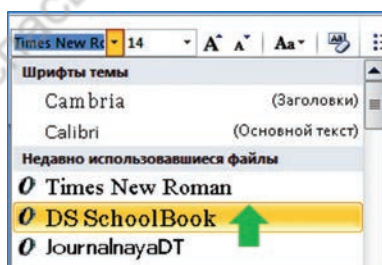 Times New Ro 14 A A Aa
Шрифты темы
Cambria (Заголовки)
Calibri (Основной текст)
Недавно использовавшиеся файлы
O Times New Roman
O DS SchoolBook
O JournalnayaDT